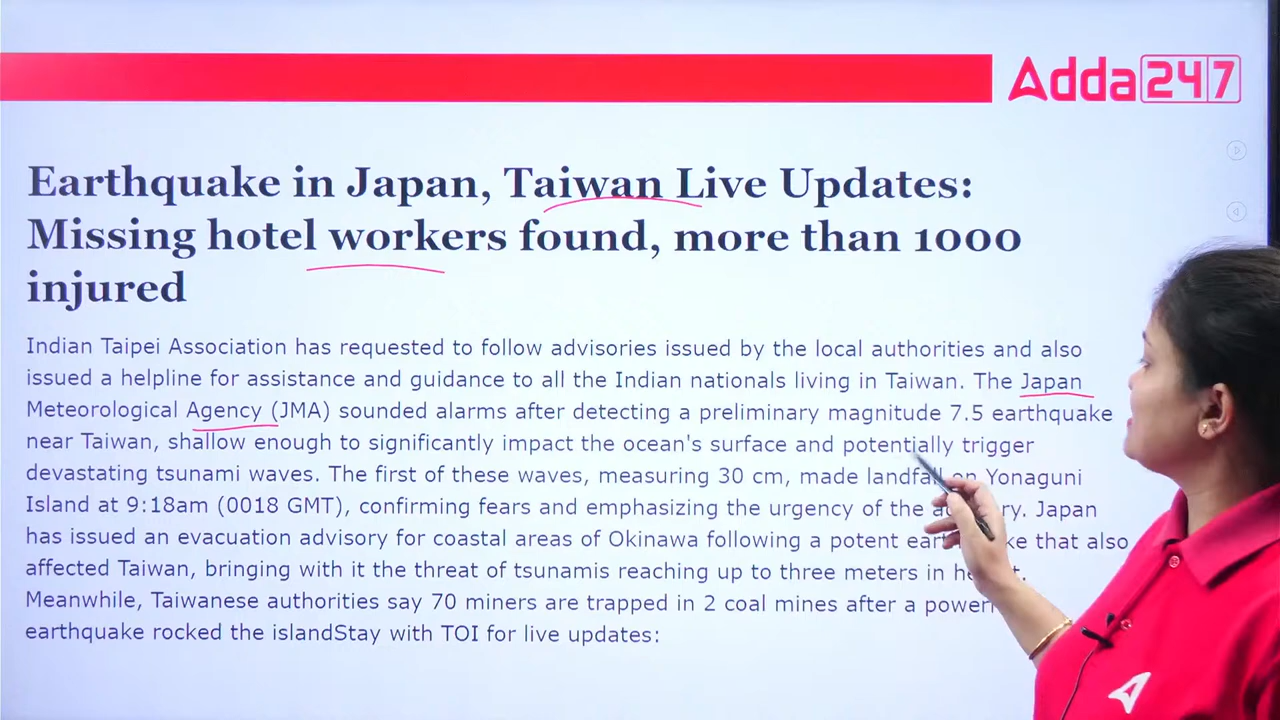 Adda 247
Earthquake in Japan, Taiwan Live Updates:
Missing hotel workers found, more than 1000
injured
Indian Taipei Association has requested to follow advisories issued by the local authorities and also
issued a helpline for assistance and guidance to all the Indian nationals living in Taiwan. The Japan
Meteorological Agency (JMA) sounded alarms after detecting a preliminary magnitude 7.5 earthquake
near Taiwan, shallow enough to significantly impact the ocean's surface and potentially trigger
devastating tsunami waves. The first of these waves, measuring 30 cm, made landfall on Yonaguni
Island at 9:18am (0018 GMT), confirming fears and emphasizing the urgency of the Japan
has issued an evacuation advisory for coastal areas of Okinawa following a potent that also
affected Taiwan, bringing with it the threat of tsunamis reaching up to three meters in
Meanwhile, Taiwanese authorities say 70 miners are trapped in 2 coal mines after a
earthquake rocked the islandStay with TOI for live updates: